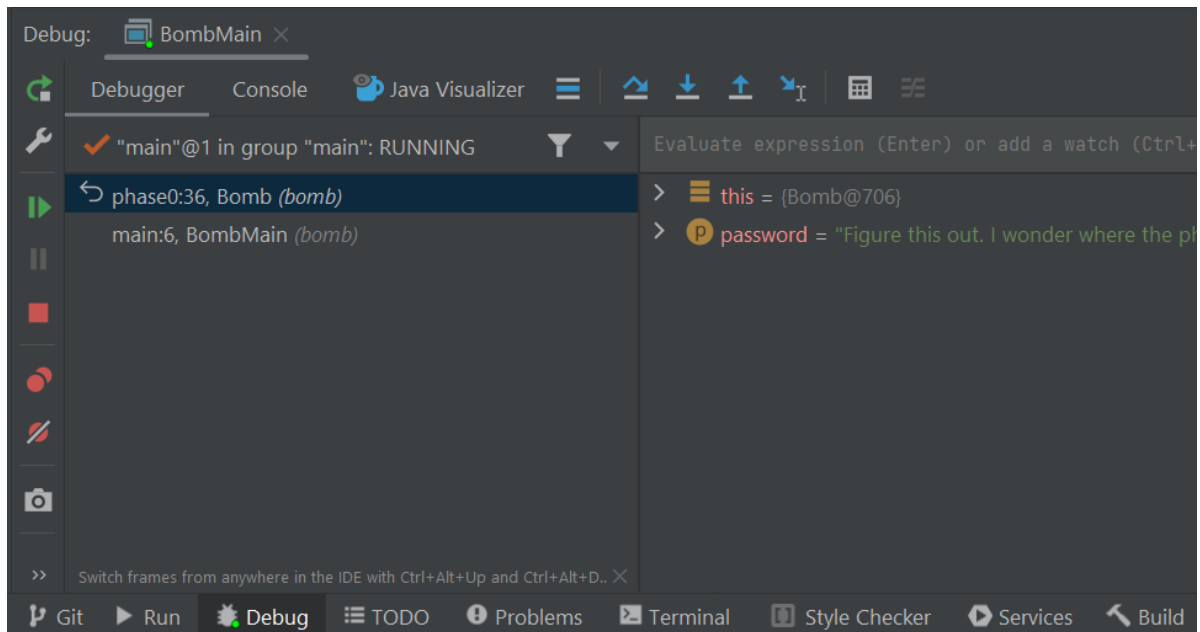 Debug: BombMain
Debugger Console Java Visualizer
"main"@1 in group "main": RUNNING
Evaluate expression (Enter) or add a watch (Ctrl+
phase0:36, Bomb (bomb)
this = {Bomb@706}
main:6, BombMain (bomb)
p password = "Figure this out. I wonder where the ph
Switch frames from anywhere in the IDE with Ctrl+Alt+Up and Ctrl+Alt+D..
Git Run Debug TODO Problems Terminal Style Checker Services Build